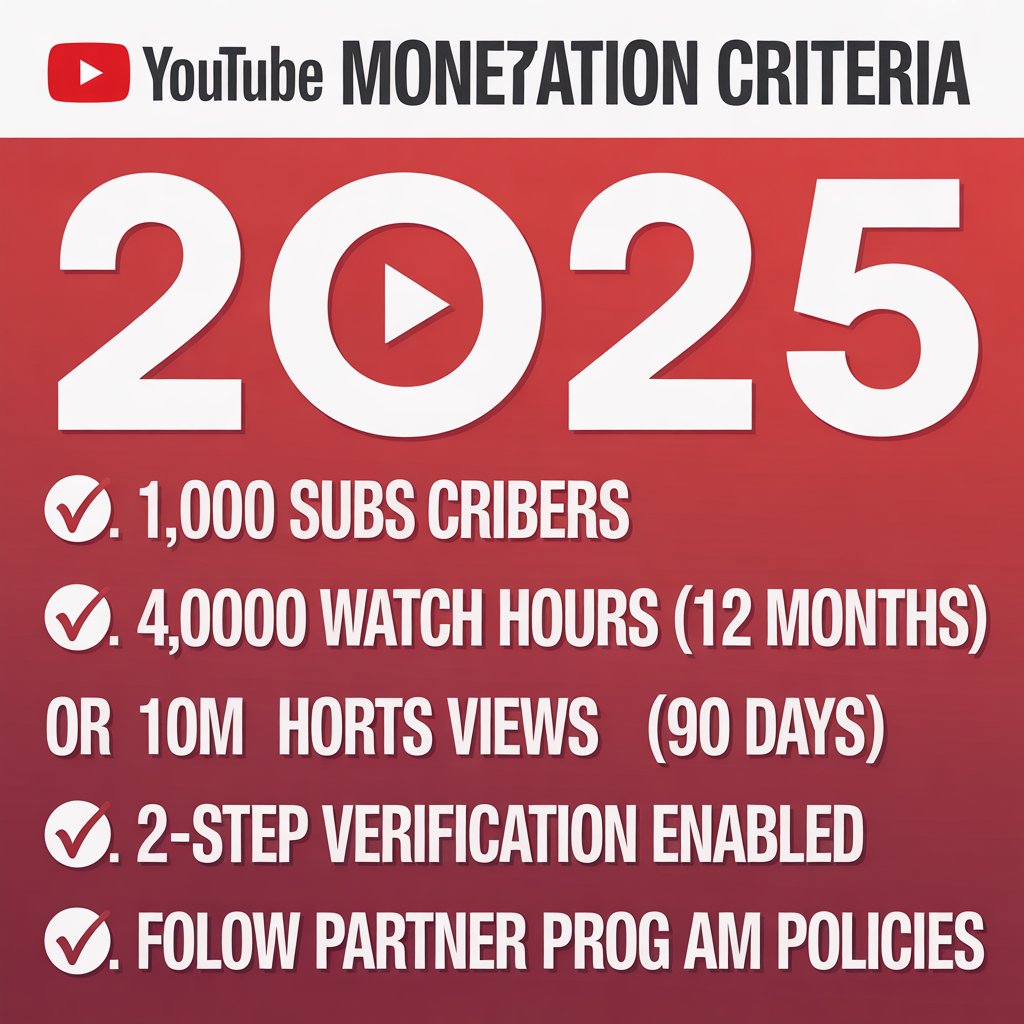 YouTube MONE7ATION CRITERIA
2025
1,000 SUBS CRIBERS
4,0000 WATCH HOURS (12 MONTHS)
OR 10M HORTS VIEWS (90 DAYS)
2-STEP VERIFICATION ENABLED
FOLOW PARTNER PROG AM POLICIES